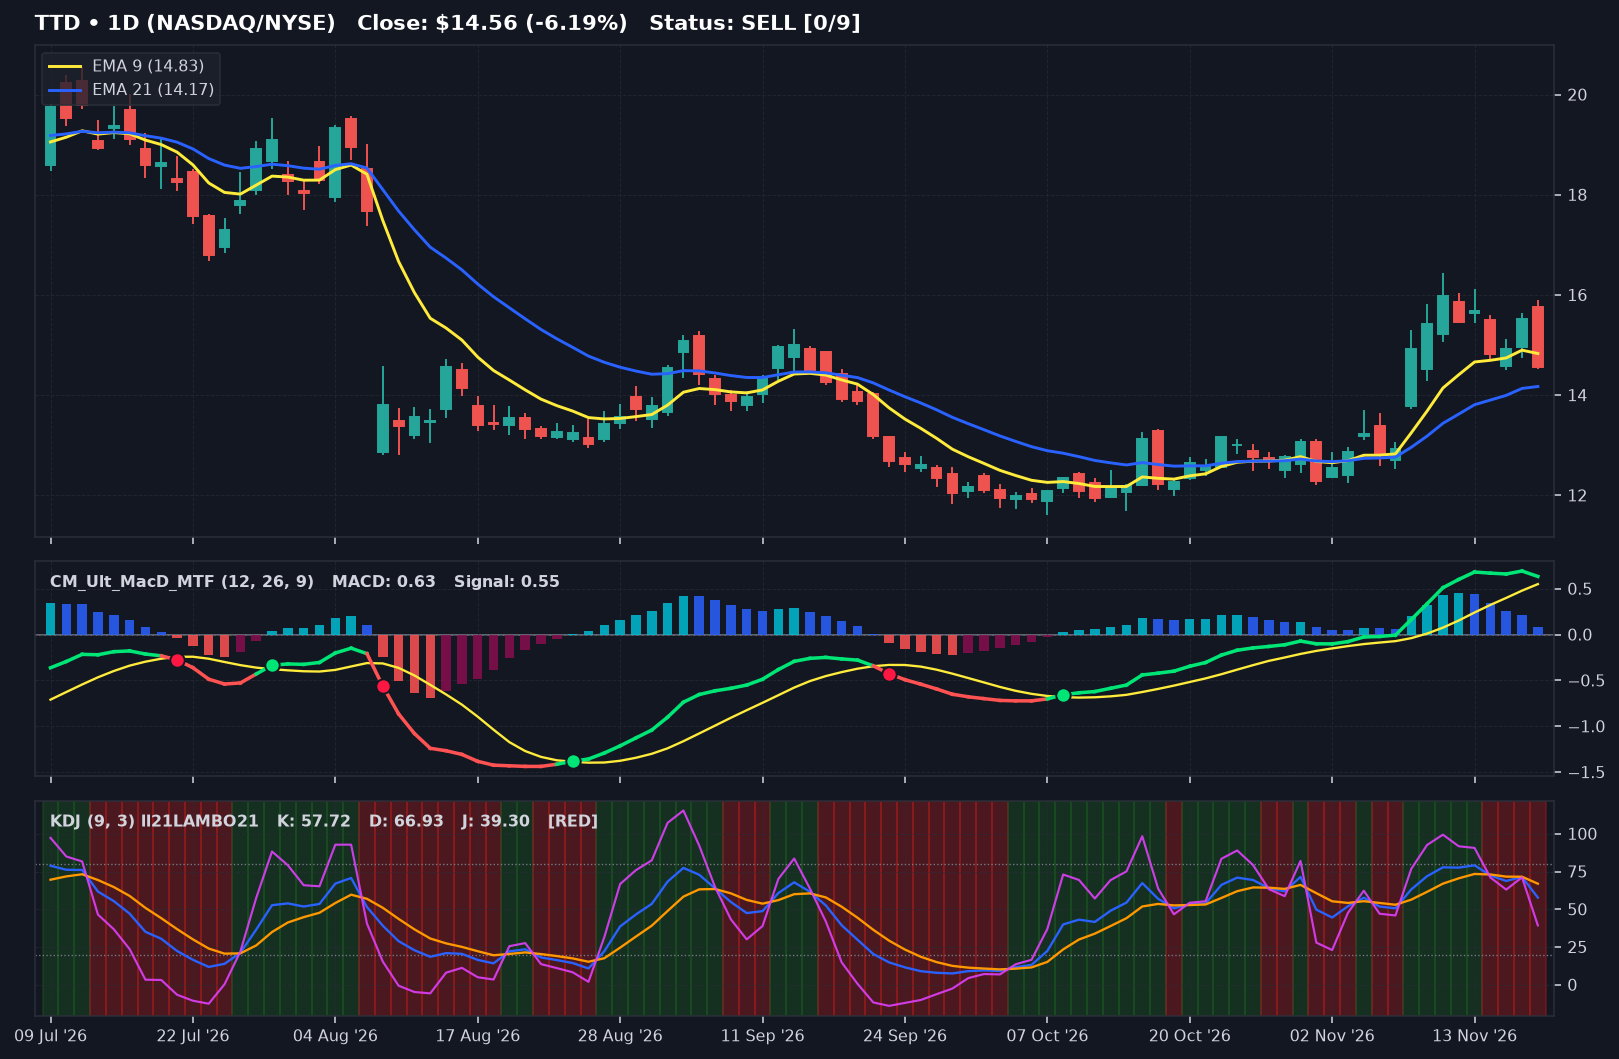 TTD • 1D (NASDAQ/NYSE)   Close: $14.56 (-6.19%)   Status: SELL [0/9]
EMA 9 (14.83)
EMA 21 (14.17)
20
18
16
14
12
CM_Ult_MacD_MTF (12, 26, 9)   MACD: 0.63   Signal: 0.55
0.5
0.0
−0.5
−1.0
−1.5
KDJ (9, 3) II21LAMBO21   K: 57.72   D: 66.93   J: 39.30   [RED]
100
75
50
25
0
09 Jul '26   22 Jul '26   04 Aug '26   17 Aug '26   28 Aug '26   11 Sep '26   24 Sep '26   07 Oct '26   20 Oct '26   02 Nov '26   13 Nov '26